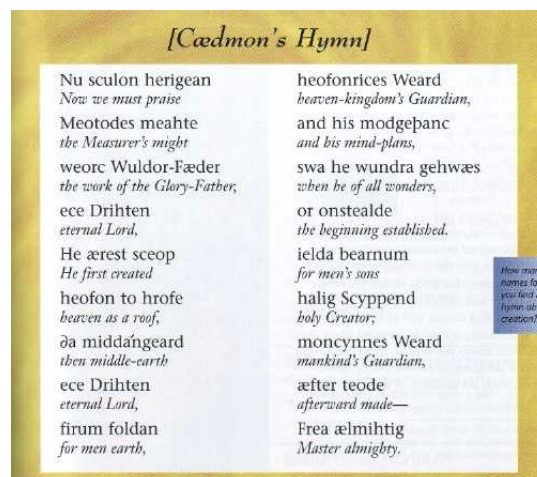 [Cædmon's Hymn]
Nu sculon herigean heofonrices Weard
Now we must praise heaven-kingdom's Guardian,
Meotodes meahte and his modgeþanc
the Measurer's might and his mind-plans,
weorc Wuldor-Fæder swa he wundra gehwæs
the work of the Glory-Father, when he of all wonders,
ece Drihten or onstealde
eternal Lord, the beginning established.
He ærest sceop ielda bearnum
He first created for men's sons
heofon to hrofe halig Scyppend
heaven as a roof, holy Creator;
ða middańgeard moncynnes Weard
then middle-earth mankind's Guardian,
ece Drihten æfter teode
eternal Lord, afterward made—
firum foldan Frea ælmihtig
for men earth, Master almighty.
How
names
you find
hymn
creation?